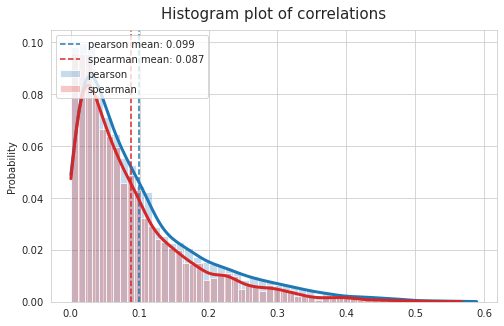 Histogram plot of correlations
pearson mean: 0.099
spearman mean: 0.087
pearson
spearman
Probability
0.10
0.08
0.06
0.04
0.02
0.00
0.0 0.1 0.2 0.3 0.4 0.5 0.6